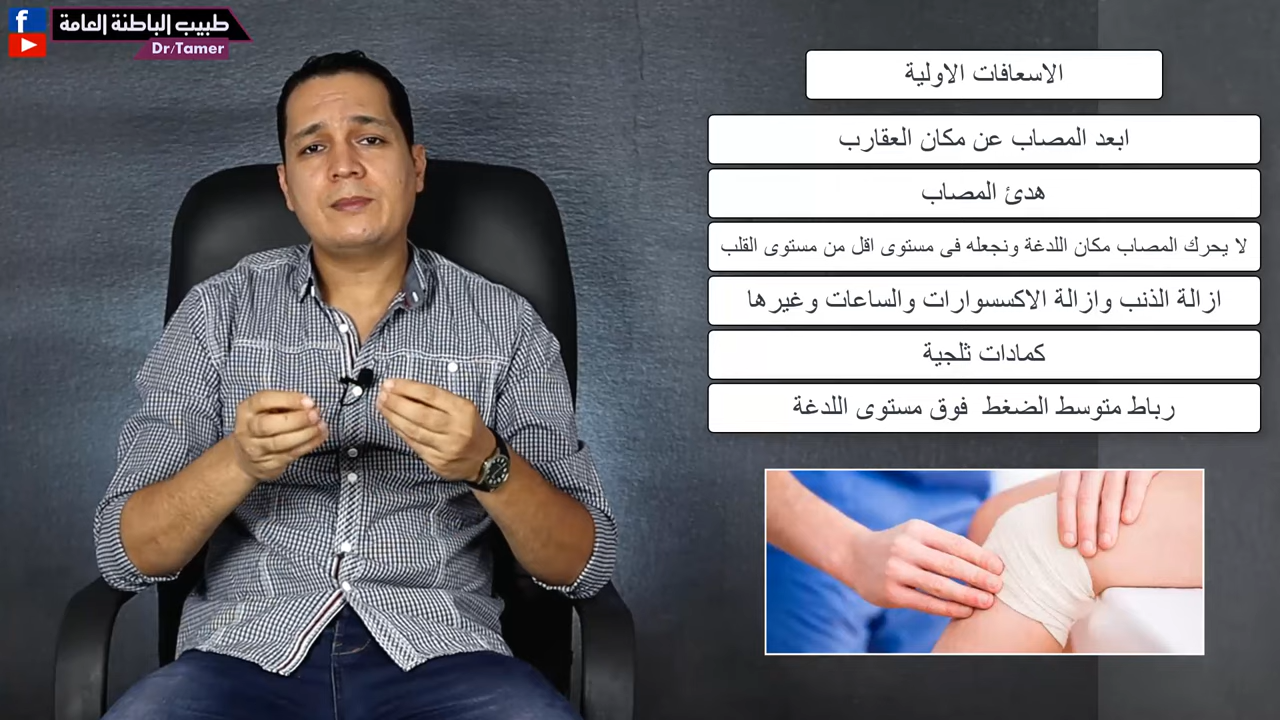 طبيب الباطنة العامة
Dr/Tamer
الاسعافات الاولية
ابعد المصاب عن مكان العقارب
هدئ المصاب
لا يحرك المصاب مكان اللدغة ونجعله فى مستوى اقل من مستوى القلب
ازالة الذنب وازالة الاكسسوارات والساعات وغيرها
كمادات ثلجية
رباط متوسط الضغط فوق مستوى اللدغة